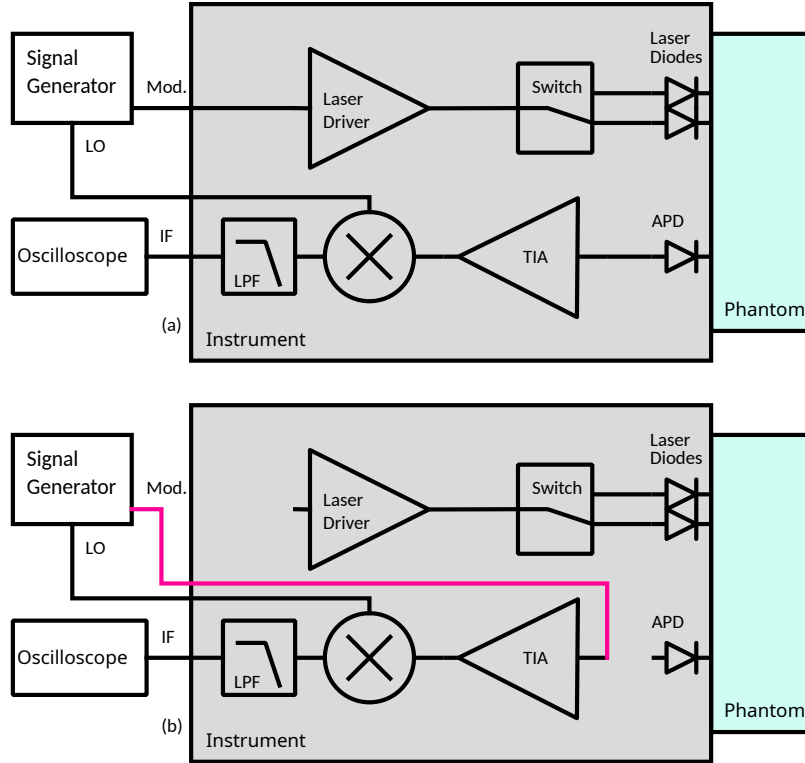 Laser
Diodes
Signal
Generator
Mod.
Switch
Laser
Driver
LO
APD
IF
Oscilloscope
TIA
LPF
Phantom
(a)
Instrument
Laser
Diodes
Signal
Generator
Mod.
Switch
Laser
Driver
LO
APD
IF
Oscilloscope
TIA
LPF
Phantom
(b)
Instrument